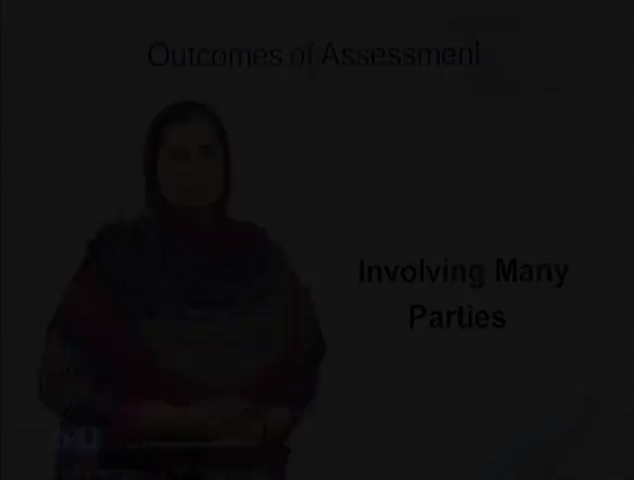 Outcomes of Assessment
Involving Many
Parties